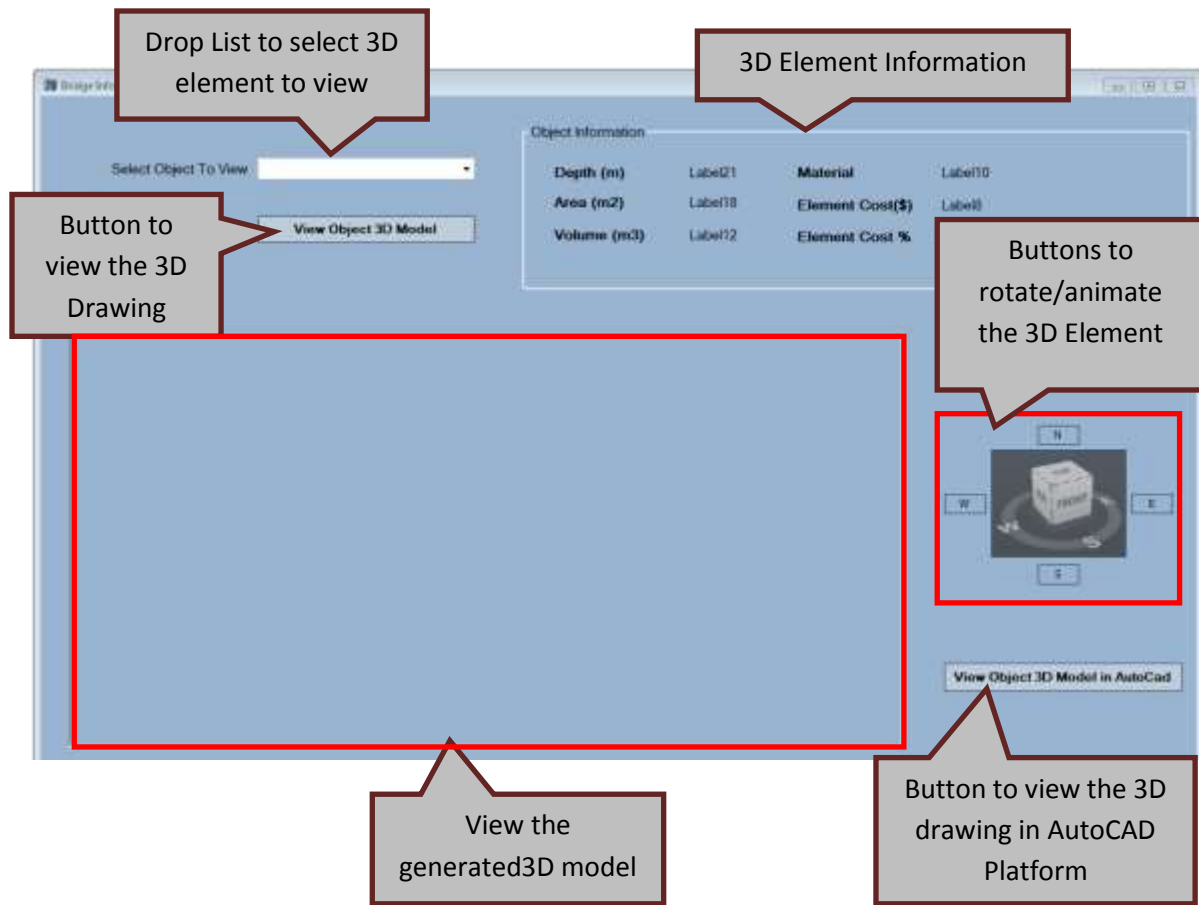 Drop List to select 3D
element to view
3D Element Information
Object Information
Select Object To View
Depth (m) Label21 Material Label10
Area (m2) Label18 Element Cost($) Label8
Volume (m3) Label12 Element Cost %
Button to
view the 3D
Drawing
View Object 3D Model
Buttons to
rotate/animate
the 3D Element
N
W
E
S
FRONT
W
S
View Object 3D Model in AutoCad
View the
generated3D model
Button to view the 3D
drawing in AutoCAD
Platform